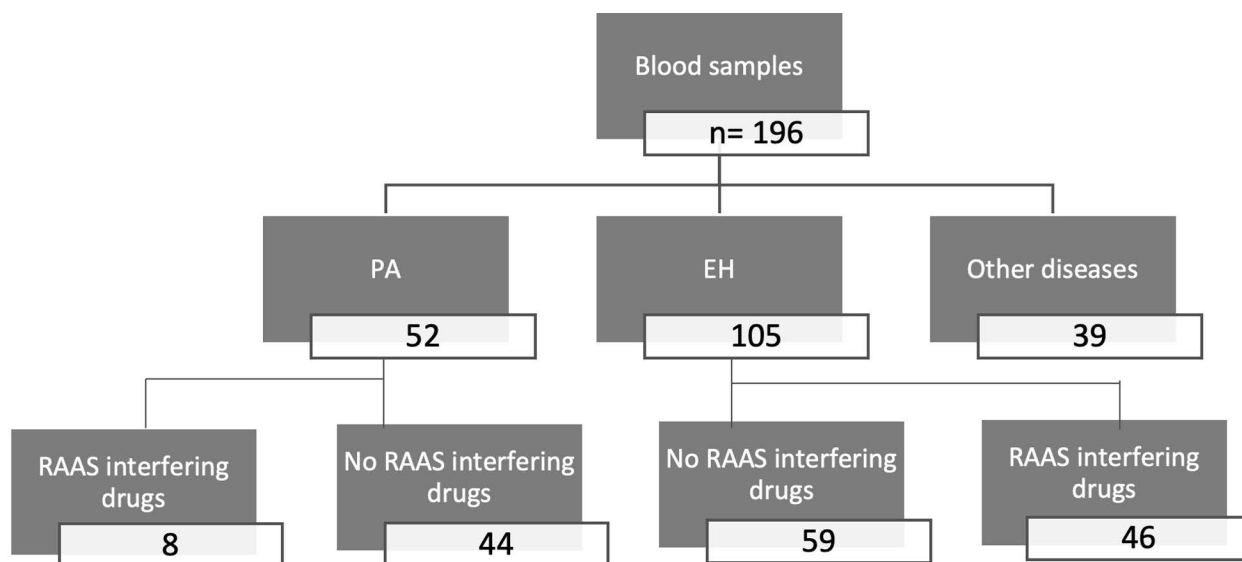 Blood samples
n= 196
PA
52
EH
105
Other diseases
39
RAAS interfering
drugs
8
No RAAS interfering
drugs
44
No RAAS interfering
drugs
59
RAAS interfering
drugs
46